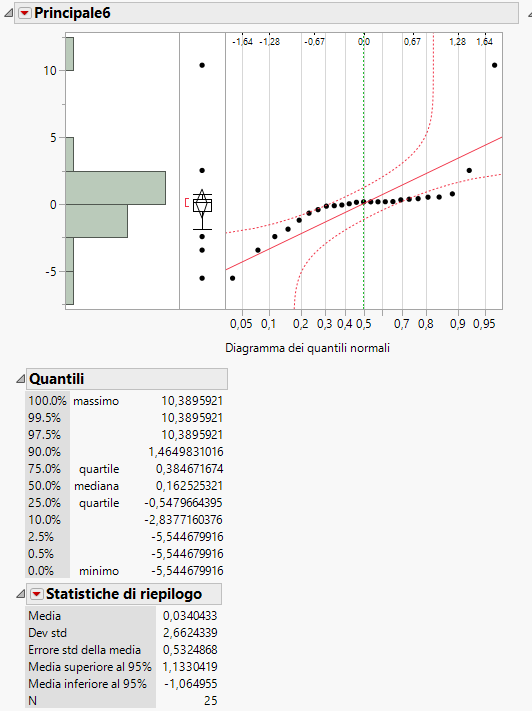 Principale6
-1.64 -1.28 -0.67 0.0 0.67 1.28 1.64
10
5
0
-5
0,05 0,1 0,2 0,3 0,4 0,5 0,7 0,8 0,9 0,95
Diagramma dei quantili normali
Quantili
100.0% massimo 10,3895921
99.5% 10,3895921
97.5% 10,3895921
90.0% 1,4649831016
75.0% quartile 0,384671674
50.0% mediana 0,162525321
25.0% quartile -0,5479664395
10.0% -2,8377160376
2.5% -5,544679916
0.5% -5,544679916
0.0% minimo -5,544679916
Statistiche di riepilogo
Media 0,0340433
Dev std 2,6624339
Errore std della media 0,5324868
Media superiore al 95% 1,1330419
Media inferiore al 95% -1,064955
N 25